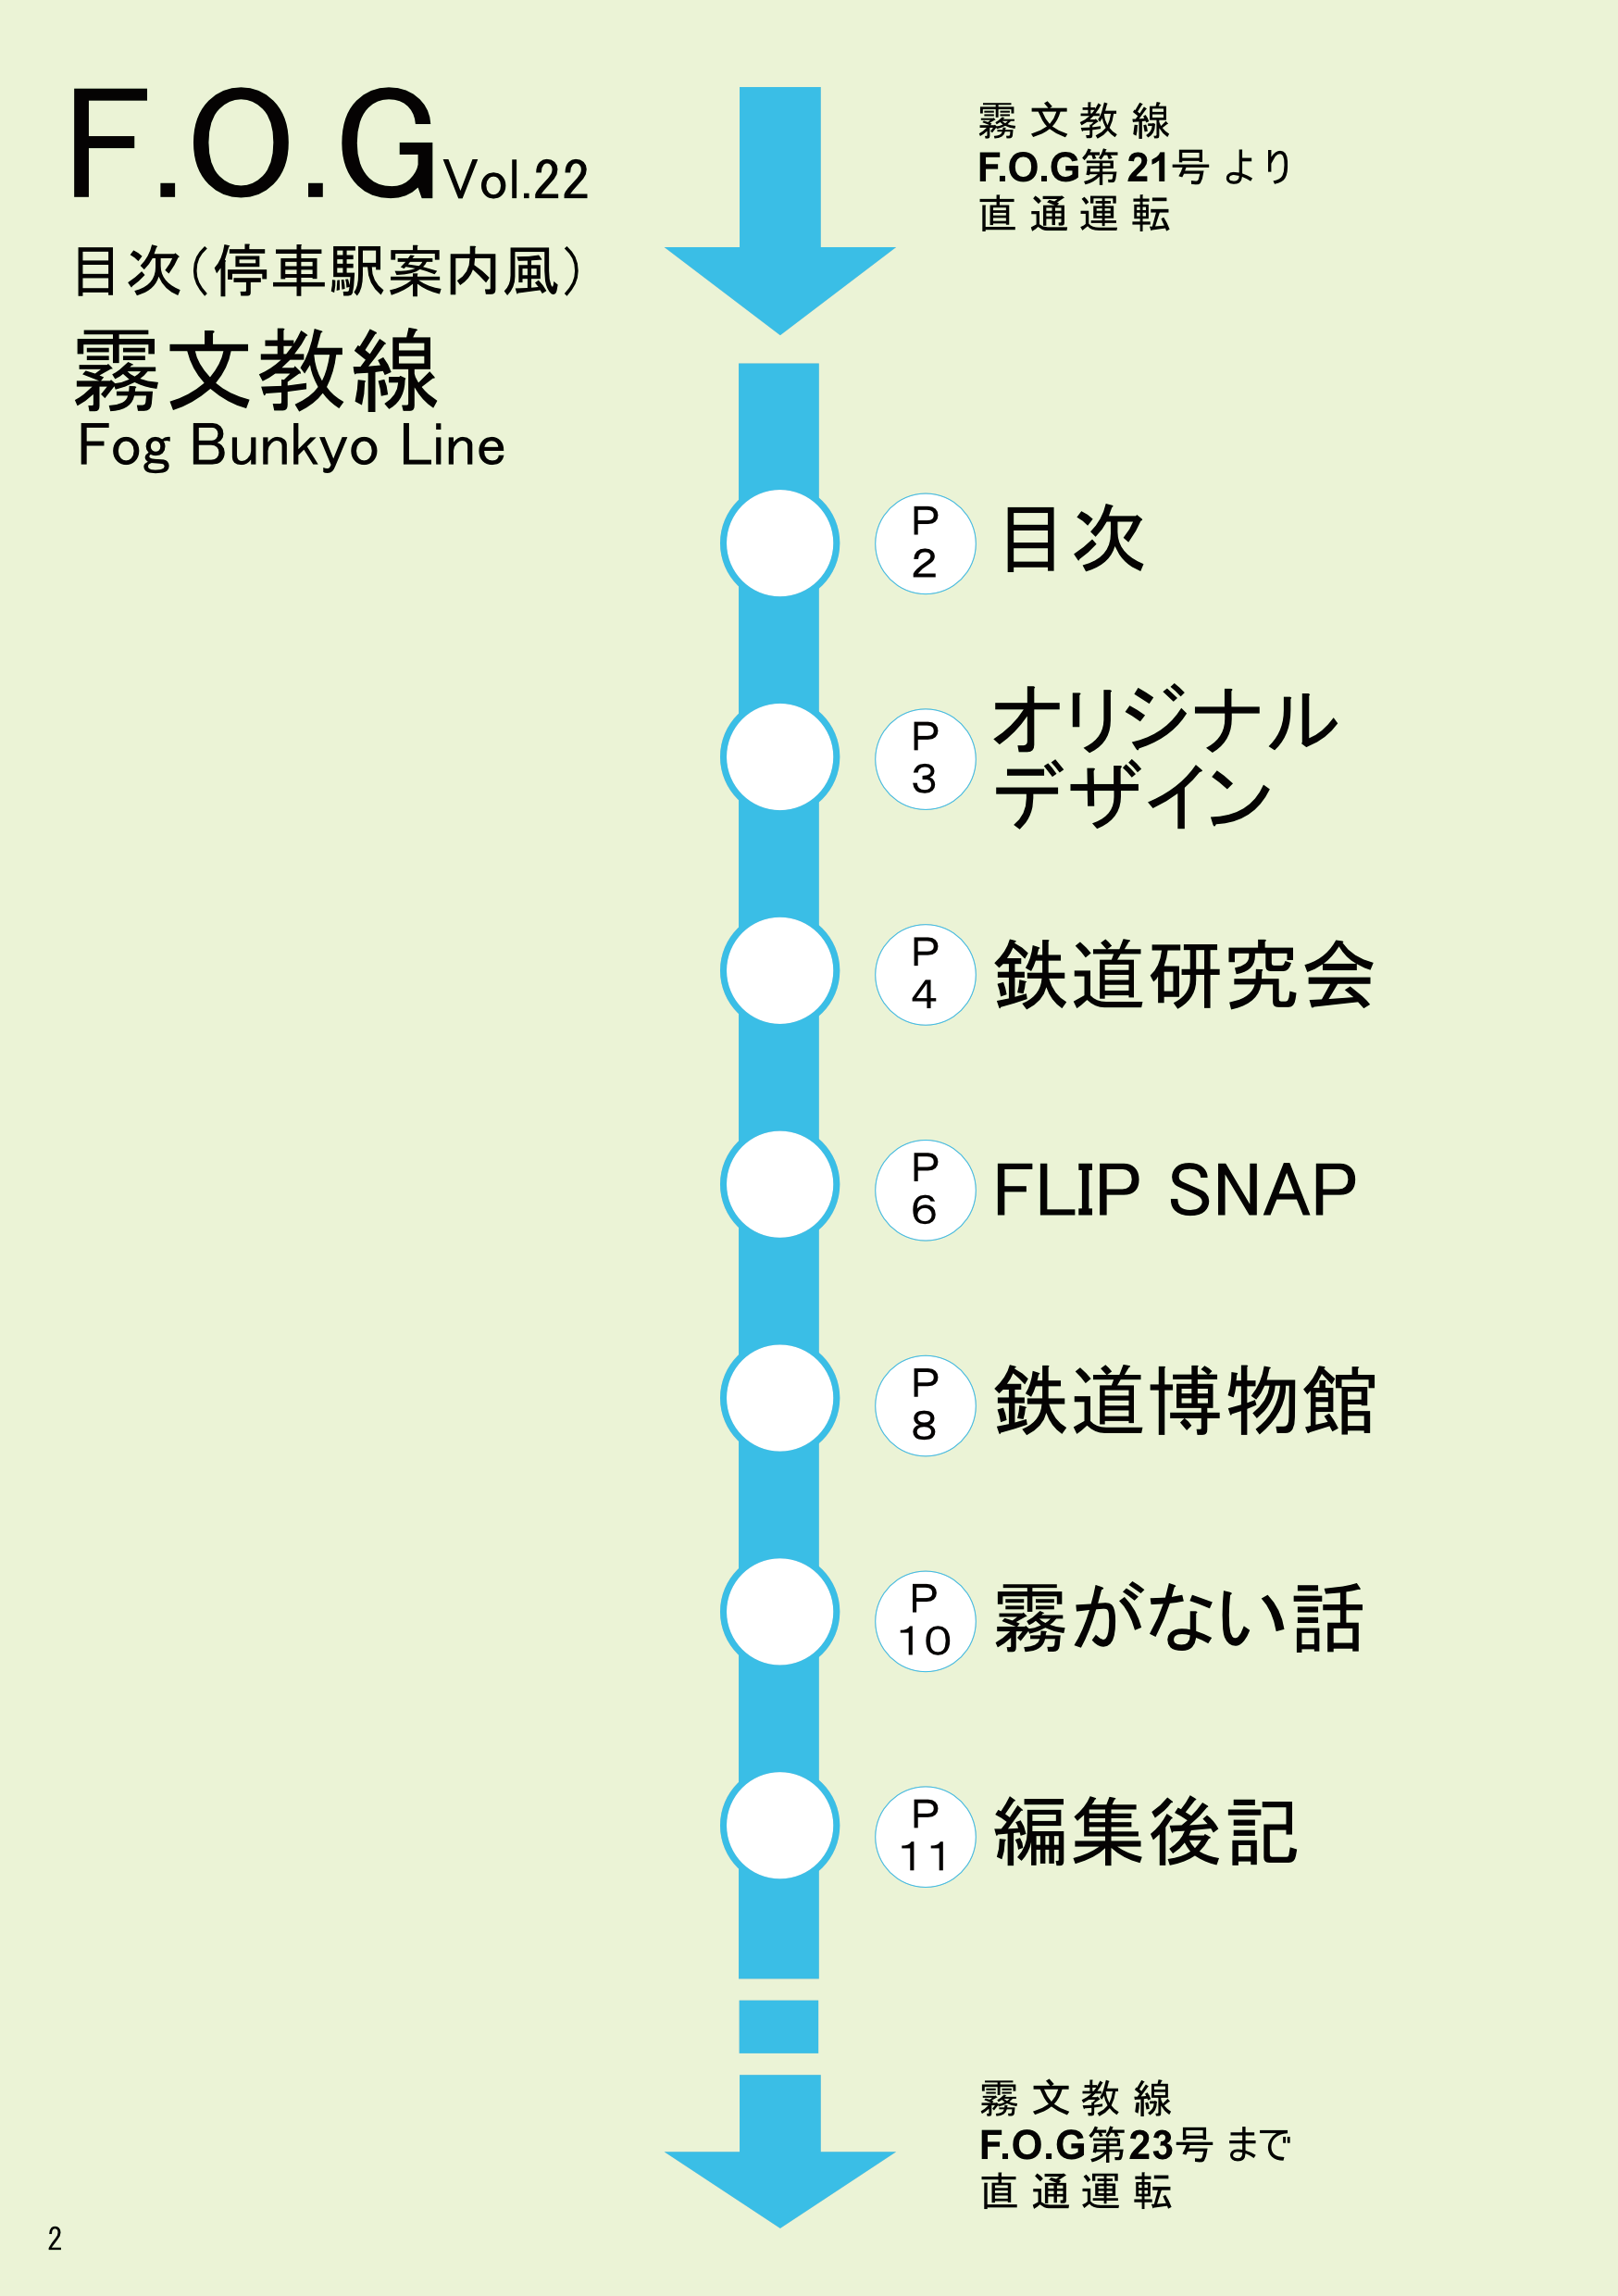 F.O.G Vol.22
目次(停車駅案内風)
霧文教線
Fog Bunkyo Line
霧文教線
F.O.G第21号より
直通運転
P
2
目次
P
3
オリジナル
デザイン
P
4
鉄道研究会
P
6
FLIP SNAP
P
8
鉄道博物館
P
10
霧がない話
P
11
編集後記
霧文教線
F.O.G第23号まで
直通運転
2